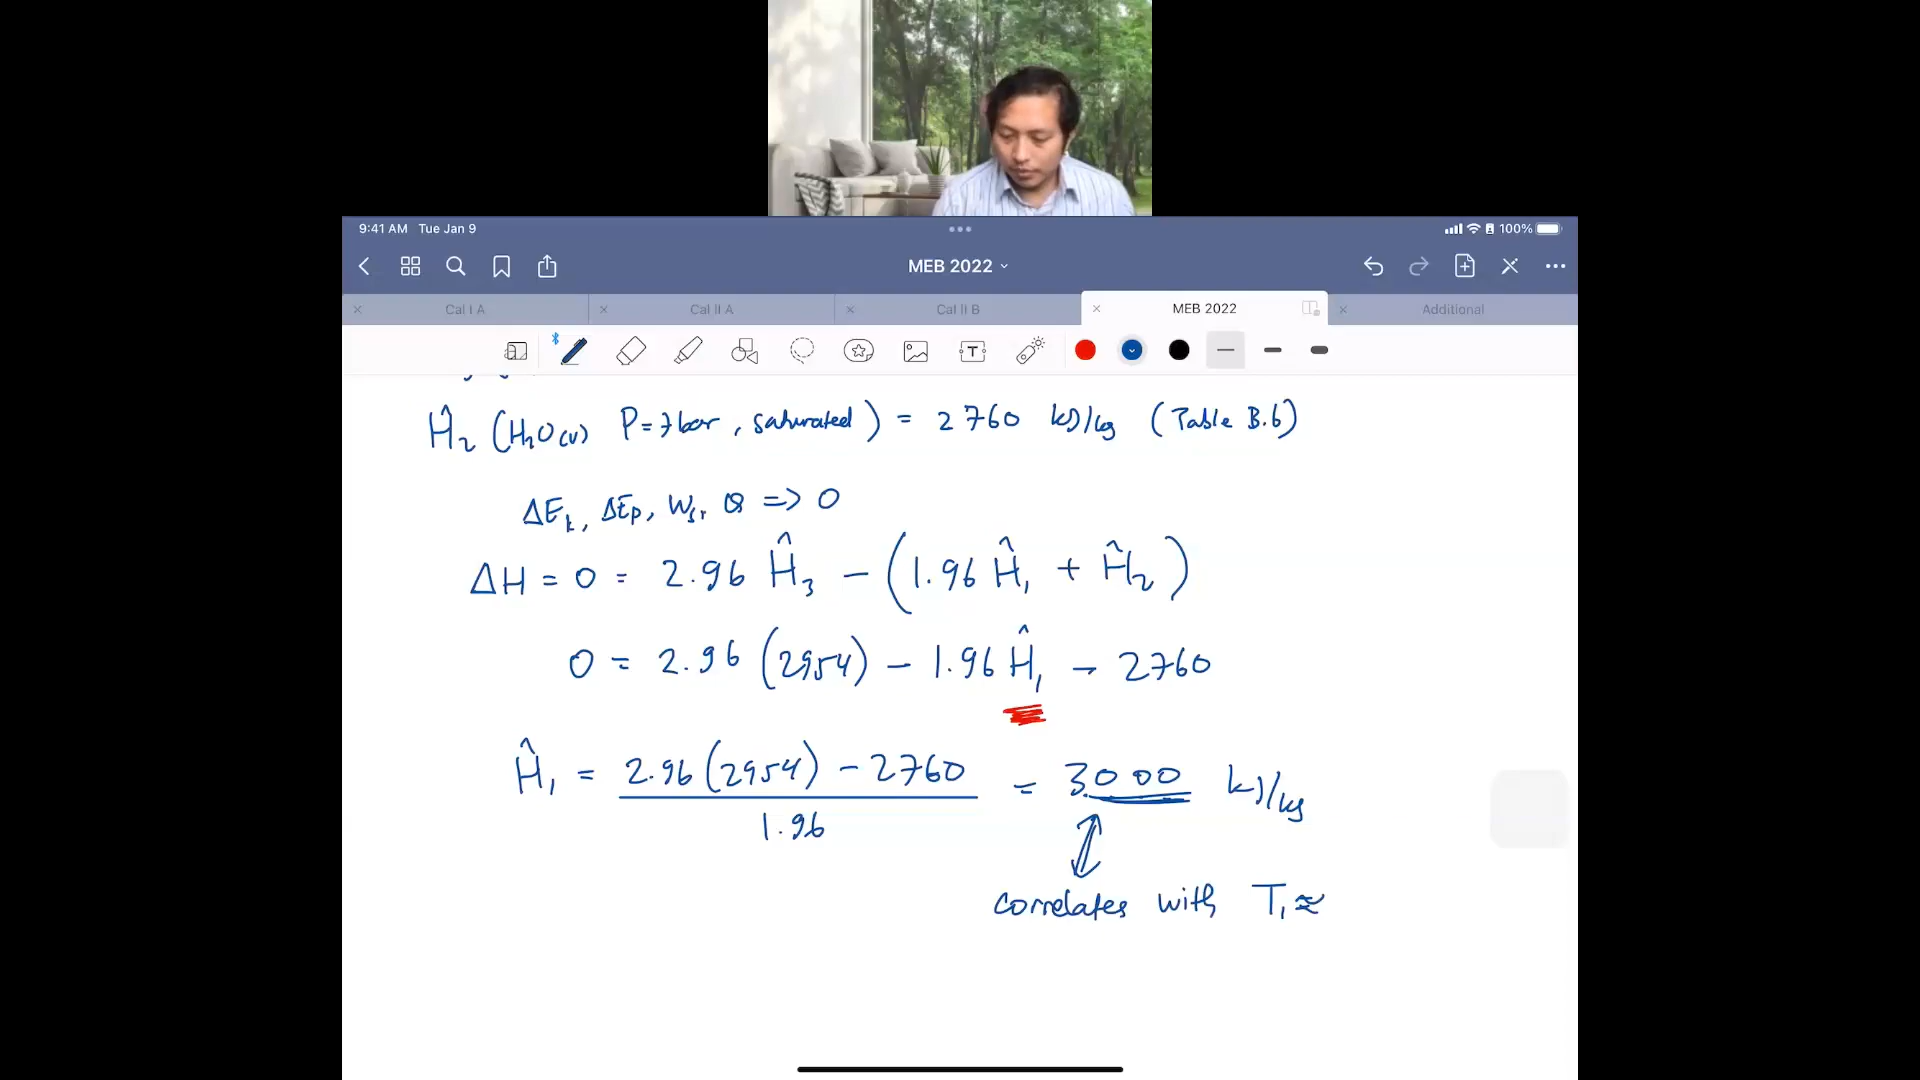 9:41 AM Tue Jan 9
100%
MEB 2022
Cal I A
Cal II A
Cal II B
MEB 2022
Additional
Ĥ₂ (H₂O(v) P=7bar, saturated) = 2760 kJ/kg (Table B.6)
ΔEₖ, ΔEp, Ws, Q => 0
ΔH = 0 = 2.96 Ĥ₃ - (1.96 Ĥ₁ + Ĥ₂)
0 = 2.96 (2954) - 1.96 Ĥ₁ - 2760
Ĥ₁ = 2.96(2954) - 2760 = 3000 kJ/kg
1.96
correlates with T₁ ≈